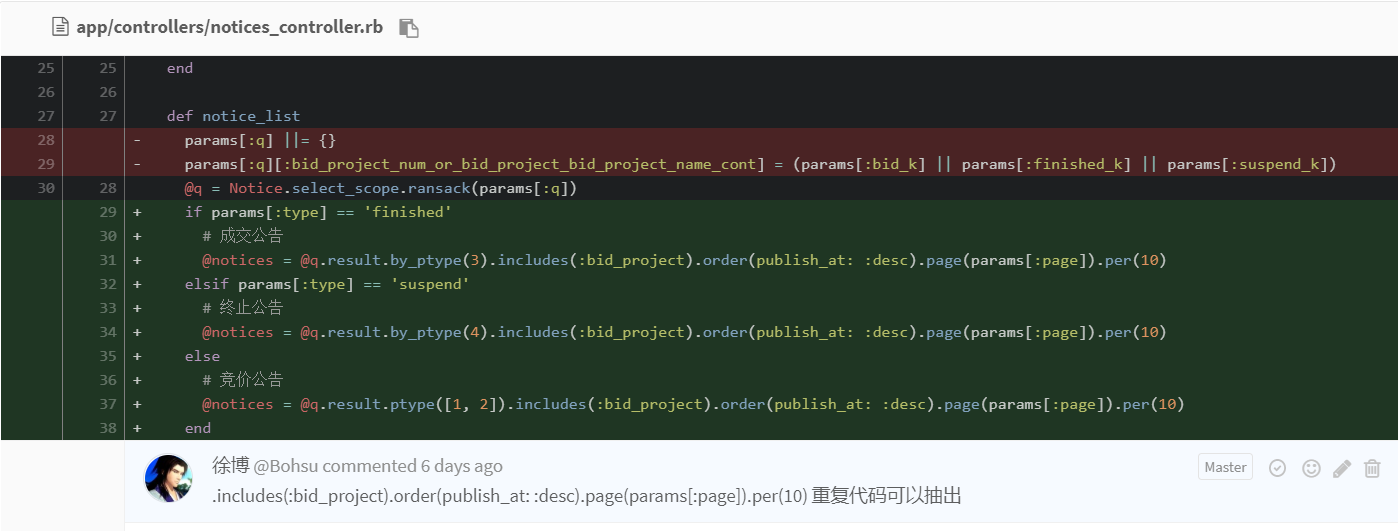 app/controllers/notices_controller.rb
25 25 end
26 26
27 27 def notice_list
28 - params[:q] ||= {}
29 - params[:q][:bid_project_num_or_bid_project_bid_project_name_cont] = (params[:bid_k] || params[:finished_k] || params[:suspend_k])
30 28 @q = Notice.select_scope.ransack(params[:q])
29 + if params[:type] == 'finished'
30 + # 成交公告
31 + @notices = @q.result.by_ptype(3).includes(:bid_project).order(publish_at: :desc).page(params[:page]).per(10)
32 + elsif params[:type] == 'suspend'
33 + # 终止公告
34 + @notices = @q.result.by_ptype(4).includes(:bid_project).order(publish_at: :desc).page(params[:page]).per(10)
35 + else
36 + # 竞价公告
37 + @notices = @q.result.ptype([1, 2]).includes(:bid_project).order(publish_at: :desc).page(params[:page]).per(10)
38 + end
徐博 @Bohsu commented 6 days ago Master
.includes(:bid_project).order(publish_at: :desc).page(params[:page]).per(10) 重复代码可以抽出